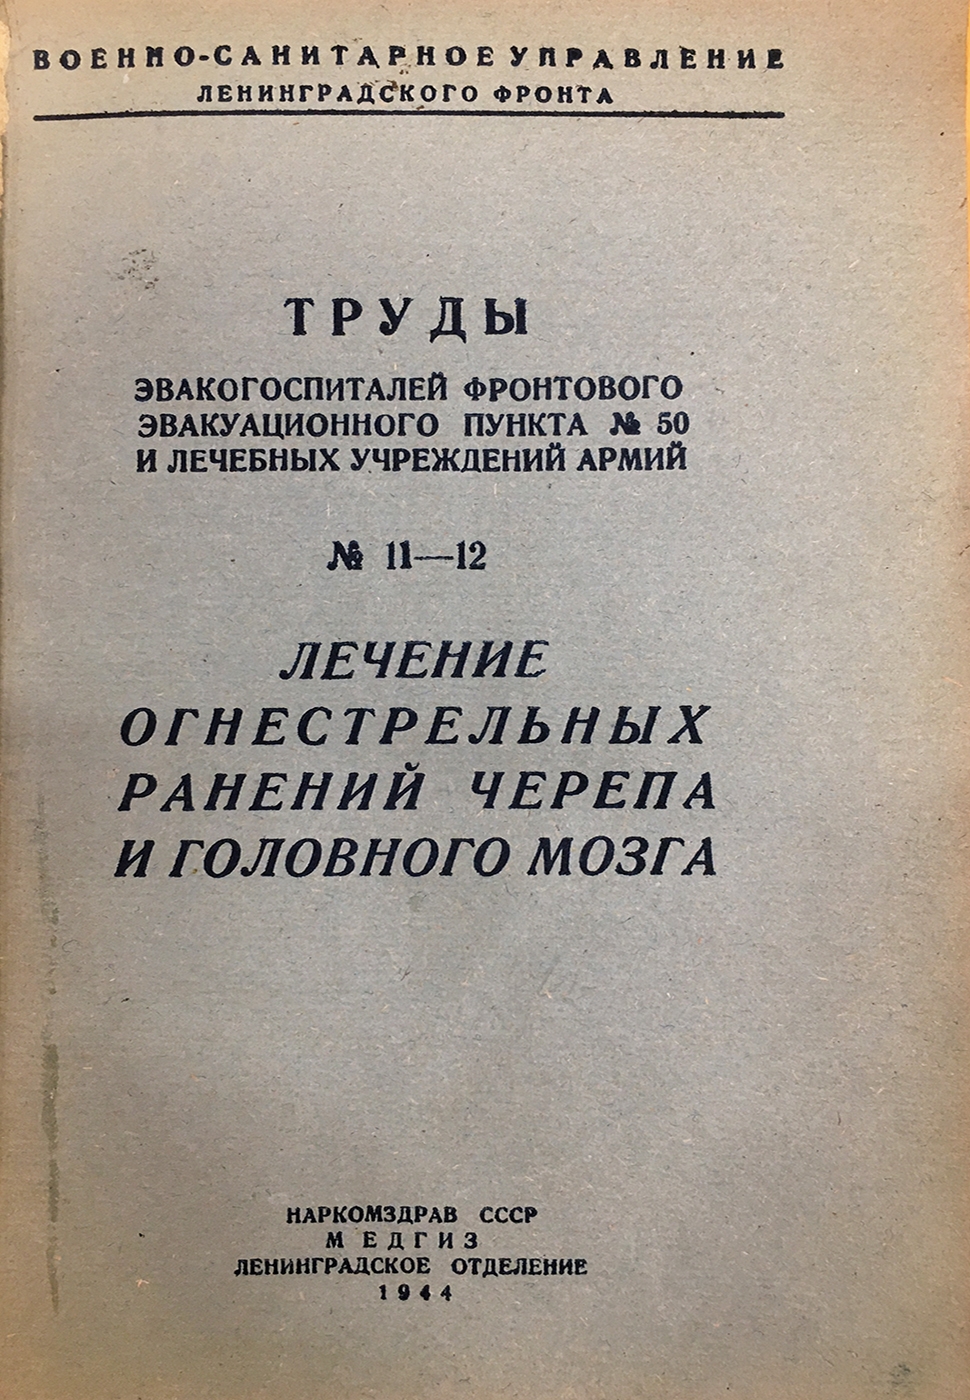 ВОЕННО-САНИТАРНОЕ УПРАВЛЕНИЕ
ЛЕНИНГРАДСКОГО ФРОНТА
ТРУДЫ
ЭВАКОГОСПИТАЛЕЙ ФРОНТОВОГО
ЭВАКУАЦИОННОГО ПУНКТА № 50
И ЛЕЧЕБНЫХ УЧРЕЖДЕНИЙ АРМИЙ
№ 11—12
ЛЕЧЕНИЕ
ОГНЕСТРЕЛЬНЫХ
РАНЕНИЙ ЧЕРЕПА
И ГОЛОВНОГО МОЗГА
НАРКОМЗДРАВ СССР
МЕДГИЗ
ЛЕНИНГРАДСКОЕ ОТДЕЛЕНИЕ
1944